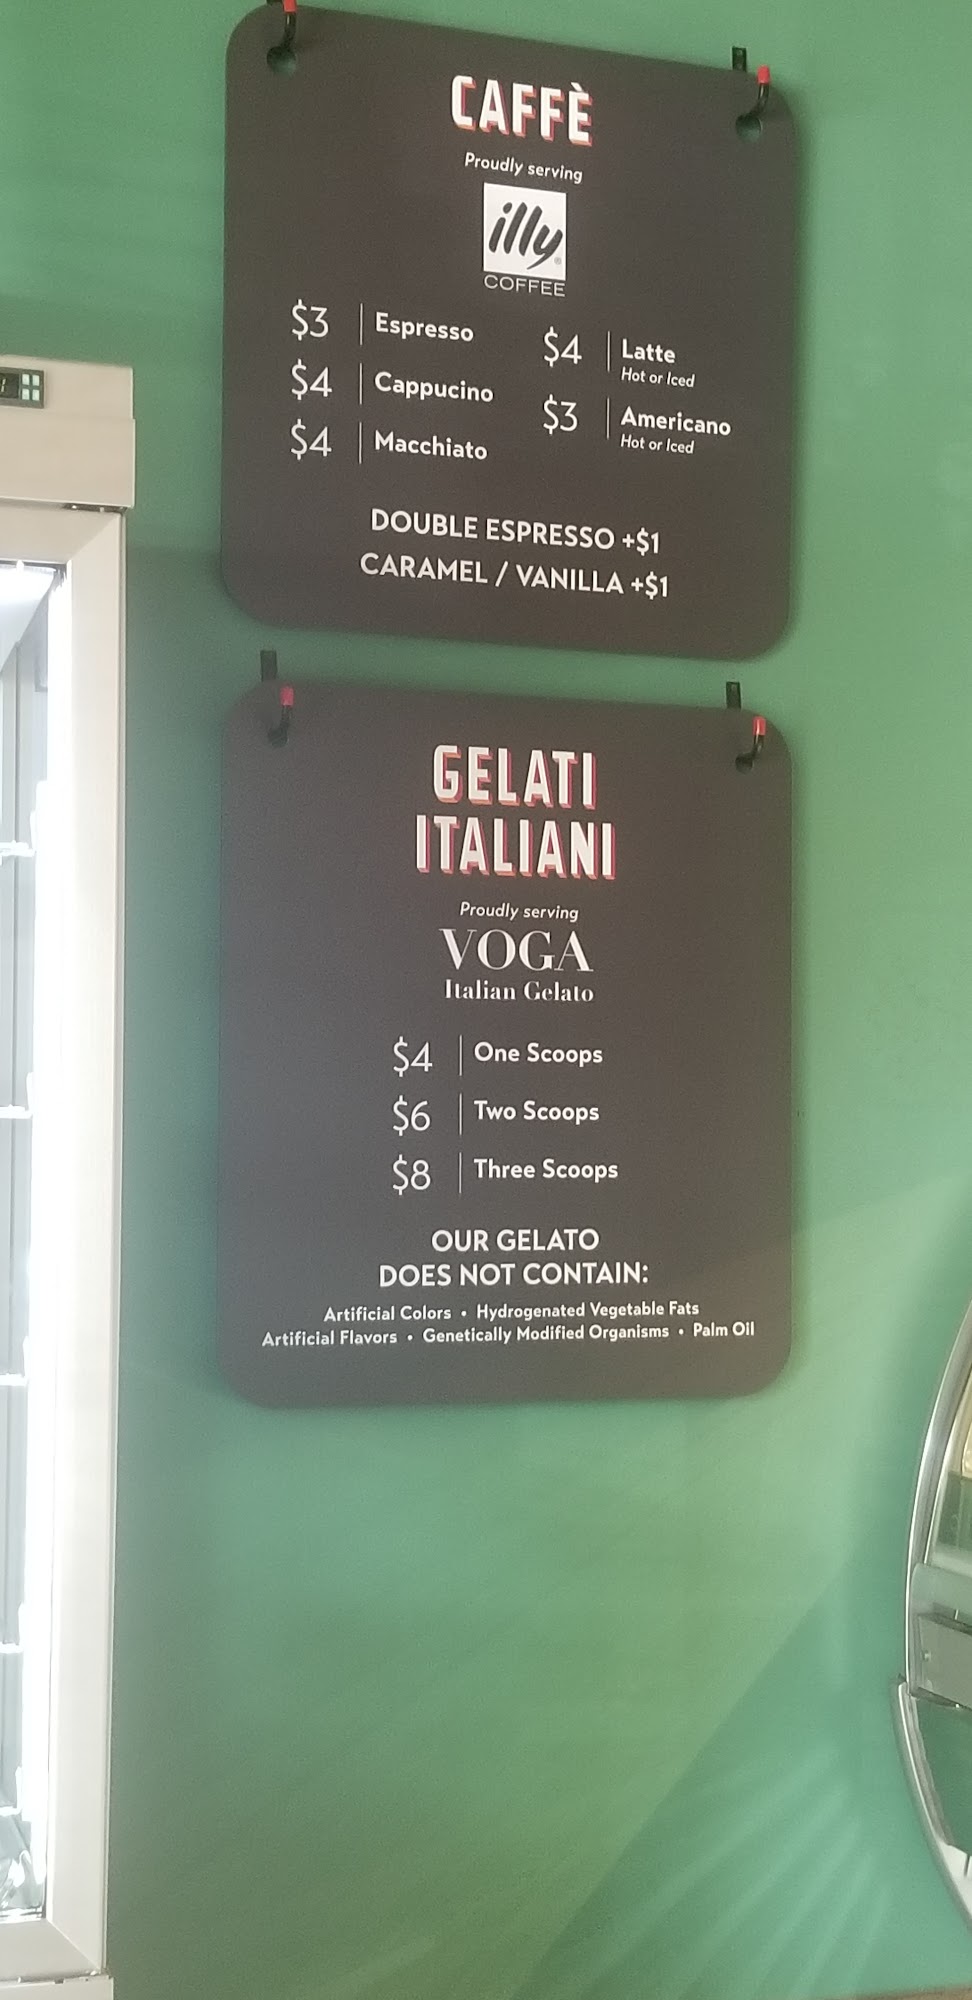 CAFFÈ
Proudly serving
illy
COFFEE
$3 | Espresso
$4 | Cappucino
$4 | Macchiato
$4 | Latte
Hot or Iced
$3 | Americano
Hot or Iced
DOUBLE ESPRESSO +$1
CARAMEL / VANILLA +$1
GELATI
ITALIANI
Proudly serving
VOGA
Italian Gelato
$4 | One Scoops
$6 | Two Scoops
$8 | Three Scoops
OUR GELATO
DOES NOT CONTAIN:
Artificial Colors • Hydrogenated Vegetable Fats
Artificial Flavors • Genetically Modified Organisms • Palm Oil